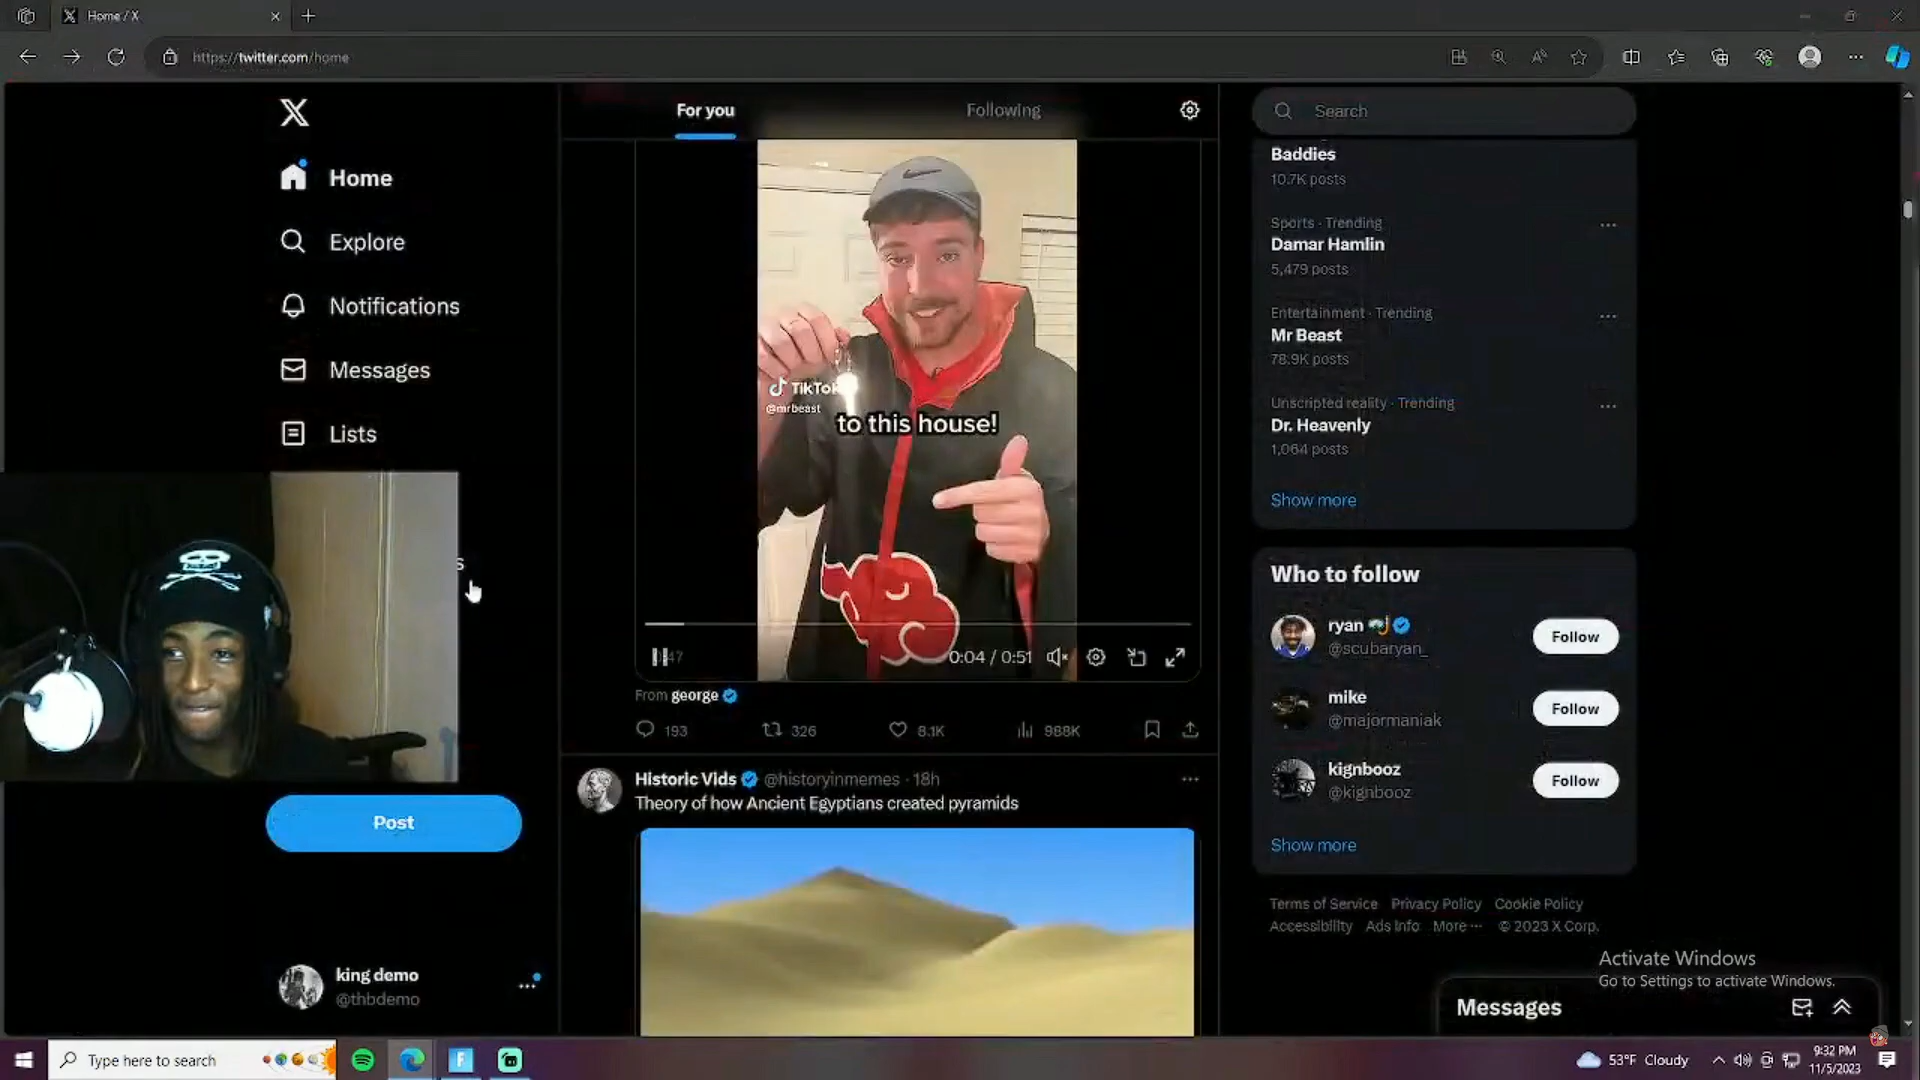 Home / X
https://twitter.com/home
For you
Following
Search
Home
Explore
Notifications
Messages
Lists
s
Post
king demo
@thbdemo
TikTok
@mrbeast
to this house!
0:04 / 0:51
From george
193
326
8.1K
988K
Historic Vids @historyinmemes · 18h
Theory of how Ancient Egyptians created pyramids
Baddies
10.7K posts
Sports · Trending
Damar Hamlin
5,479 posts
Entertainment · Trending
Mr Beast
78.9K posts
Unscripted reality · Trending
Dr. Heavenly
1,064 posts
Show more
Who to follow
ryan
@scubaryan_
Follow
mike
@majormaniak
Follow
kignbooz
@kignbooz
Follow
Show more
Terms of Service Privacy Policy Cookie Policy
Accessibility Ads Info More ··· © 2023 X Corp.
Activate Windows
Go to Settings to activate Windows.
Messages
Type here to search
53°F Cloudy
9:32 PM
11/5/2023